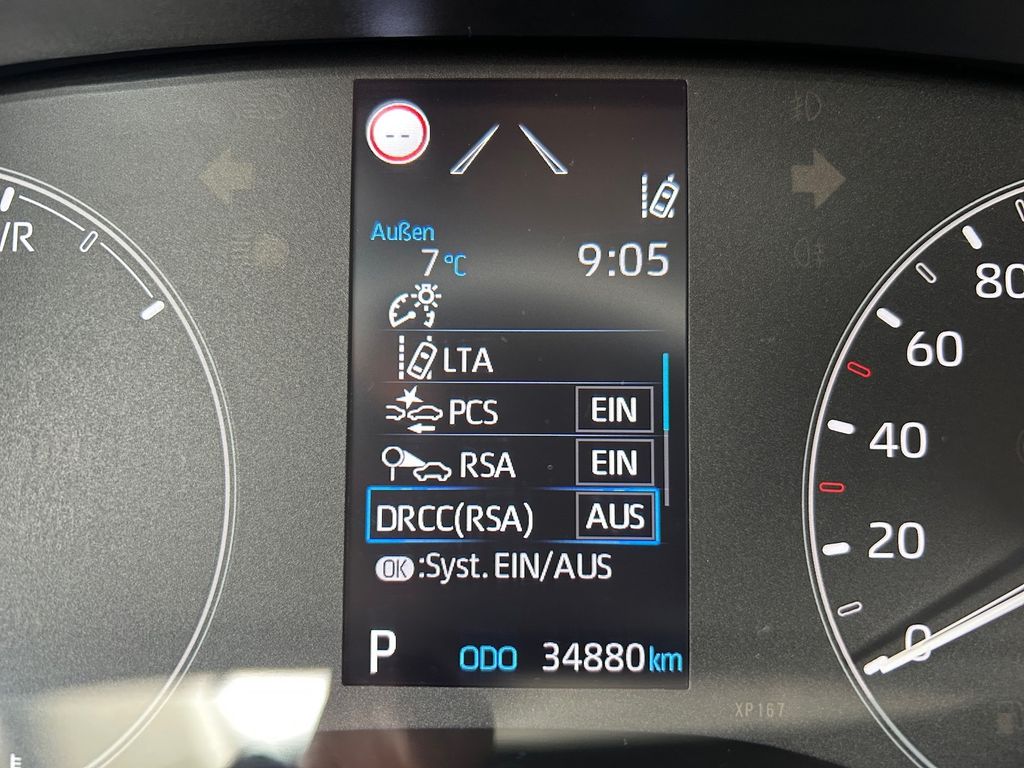 --
/R
Außen
7 °C
9:05
LTA
PCS EIN
RSA EIN
DRCC(RSA) AUS
OK :Syst. EIN/AUS
P
ODO 34880 km
80
60
40
20
0
XP167
E